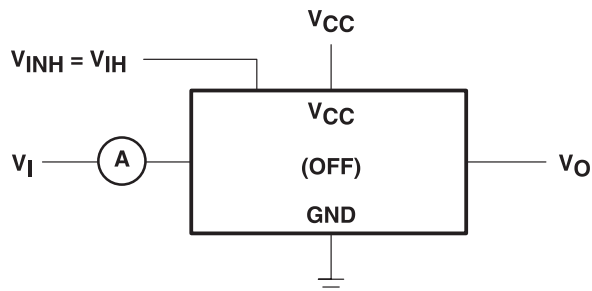 VCC
VINH = VIH
VCC
VI
A
(OFF)
VO
GND